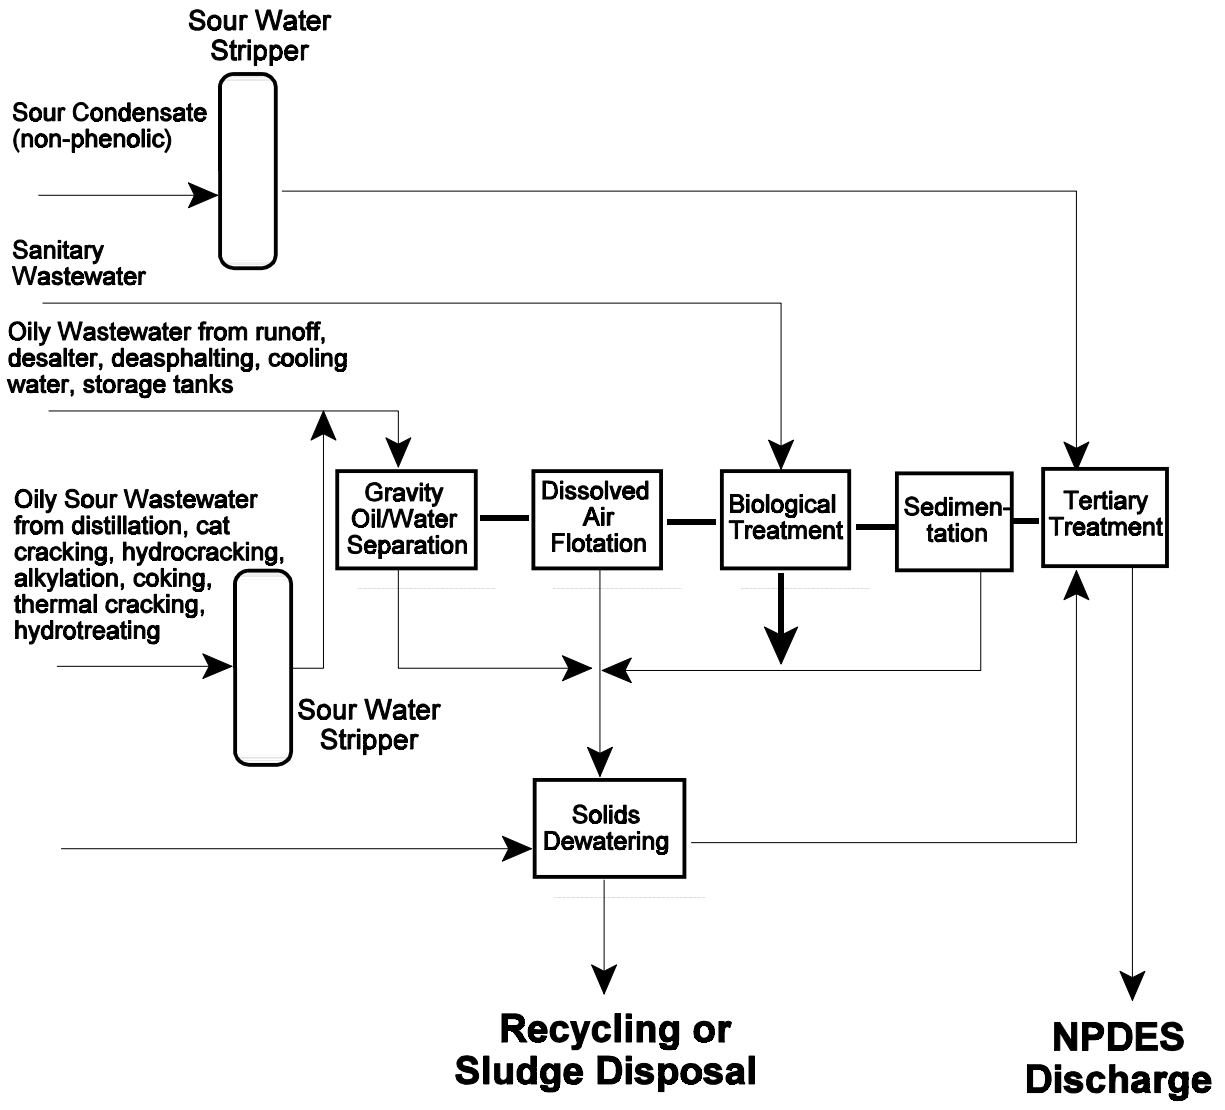 Sour Water
Stripper
Sour Condensate
(non-phenolic)
Sanitary
Wastewater
Oily Wastewater from runoff,
desalter, deasphalting, cooling
water, storage tanks
Oily Sour Wastewater
from distillation, cat
cracking, hydrocracking,
alkylation, coking,
thermal cracking,
hydrotreating
Sour Water
Stripper
Gravity
Oil/Water
Separation
Dissolved
Air
Flotation
Biological
Treatment
Sedimen-
tation
Tertiary
Treatment
Solids
Dewatering
Recycling or
Sludge Disposal
NPDES
Discharge